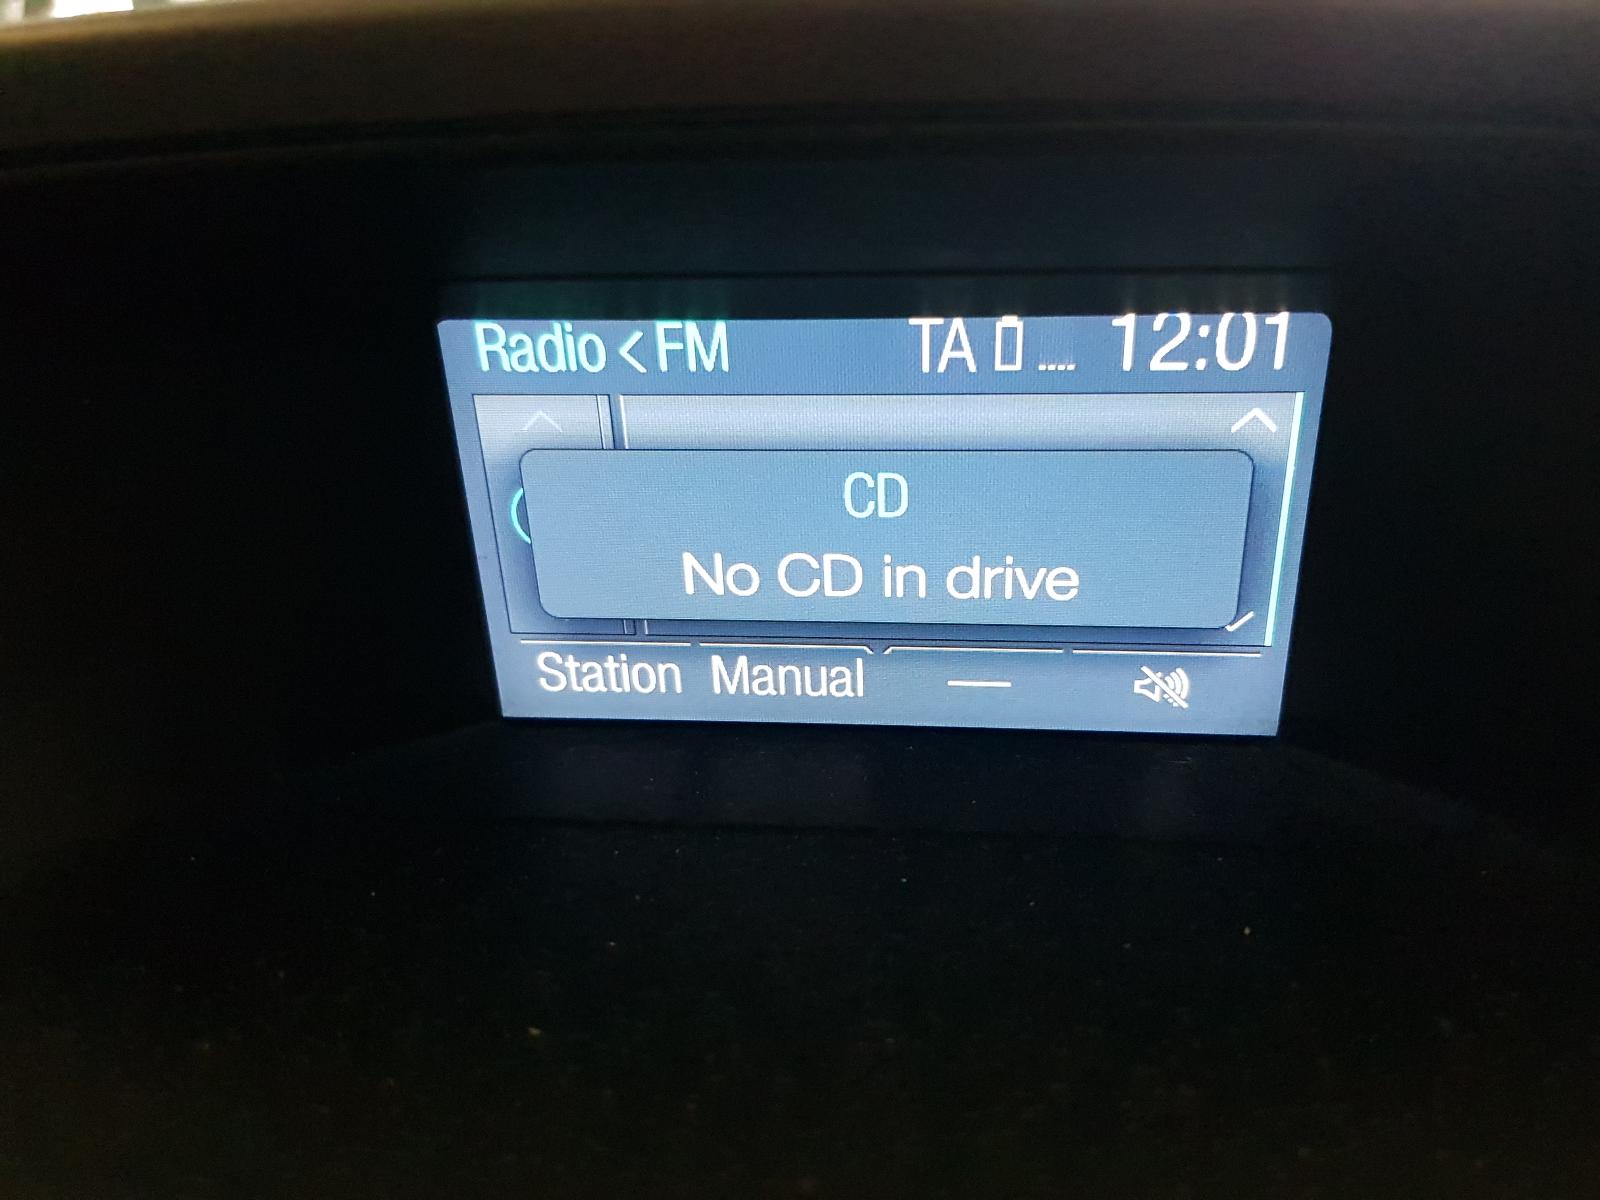 Radio < FM TA 12:01
CD
No CD in drive
Station Manual